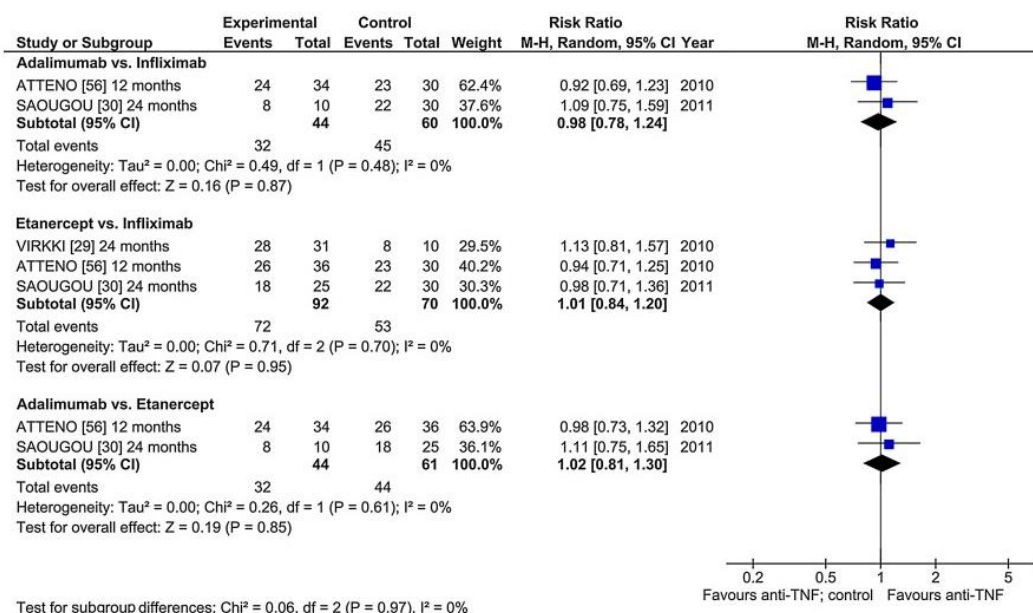 Experimental Control Risk Ratio Risk Ratio
Study or Subgroup Events Total Events Total Weight M-H, Random, 95% CI Year M-H, Random, 95% CI
Adalimumab vs. Infliximab
ATTENO [56] 12 months 24 34 23 30 62.4% 0.92 [0.69, 1.23] 2010
SAOUGOU [30] 24 months 8 10 22 30 37.6% 1.09 [0.75, 1.59] 2011
Subtotal (95% CI) 44 60 100.0% 0.98 [0.78, 1.24]
Total events 32 45
Heterogeneity: Tau² = 0.00; Chi² = 0.49, df = 1 (P = 0.48); I² = 0%
Test for overall effect: Z = 0.16 (P = 0.87)
Etanercept vs. Infliximab
VIRKKI [29] 24 months 28 31 8 10 29.5% 1.13 [0.81, 1.57] 2010
ATTENO [56] 12 months 26 36 23 30 40.2% 0.94 [0.71, 1.25] 2010
SAOUGOU [30] 24 months 18 25 22 30 30.3% 0.98 [0.71, 1.36] 2011
Subtotal (95% CI) 92 70 100.0% 1.01 [0.84, 1.20]
Total events 72 53
Heterogeneity: Tau² = 0.00; Chi² = 0.71, df = 2 (P = 0.70); I² = 0%
Test for overall effect: Z = 0.07 (P = 0.95)
Adalimumab vs. Etanercept
ATTENO [56] 12 months 24 34 26 36 63.9% 0.98 [0.73, 1.32] 2010
SAOUGOU [30] 24 months 8 10 18 25 36.1% 1.11 [0.75, 1.65] 2011
Subtotal (95% CI) 44 61 100.0% 1.02 [0.81, 1.30]
Total events 32 44
Heterogeneity: Tau² = 0.00; Chi² = 0.26, df = 1 (P = 0.61); I² = 0%
Test for overall effect: Z = 0.19 (P = 0.85)
0.2 0.5 1 2 5
Favours anti-TNF; control Favours anti-TNF
Test for subgroup differences: Chi² = 0.06, df = 2 (P = 0.97), I² = 0%